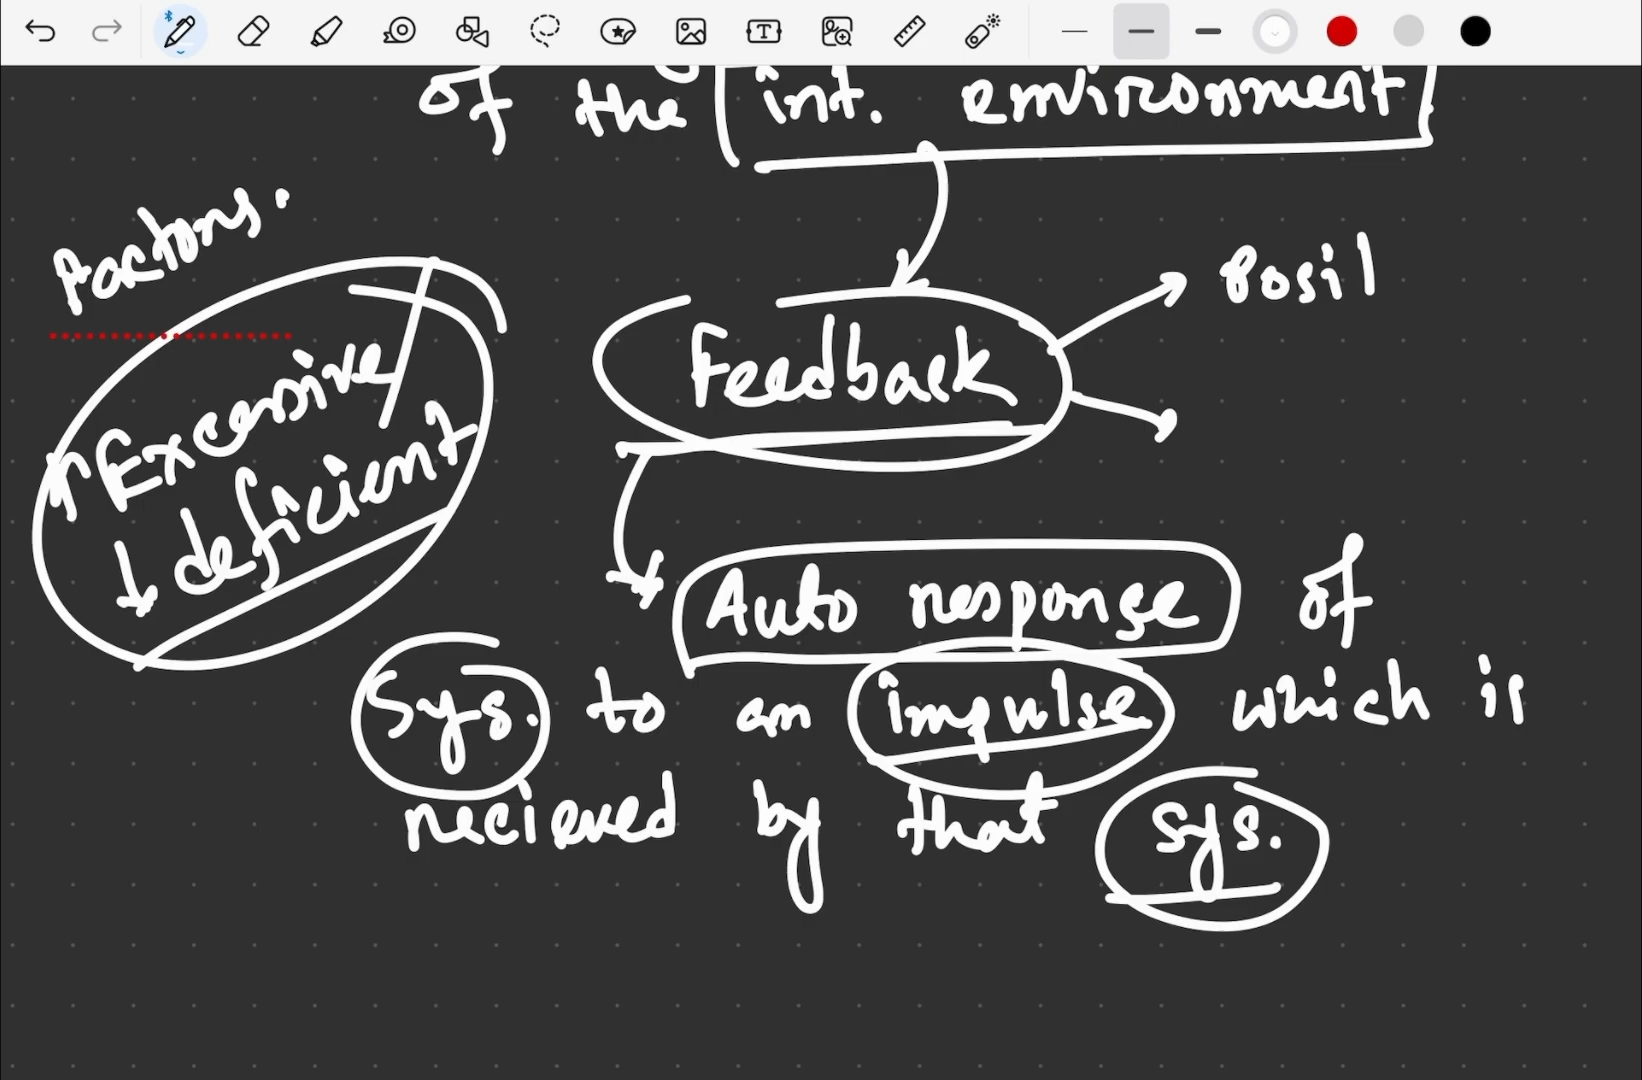 of the int. environment
Factors.
Posit
Feedback
↑ Excessive
↓ deficient
Auto response of
Sys. to an impulse which is
recieved by that sys.